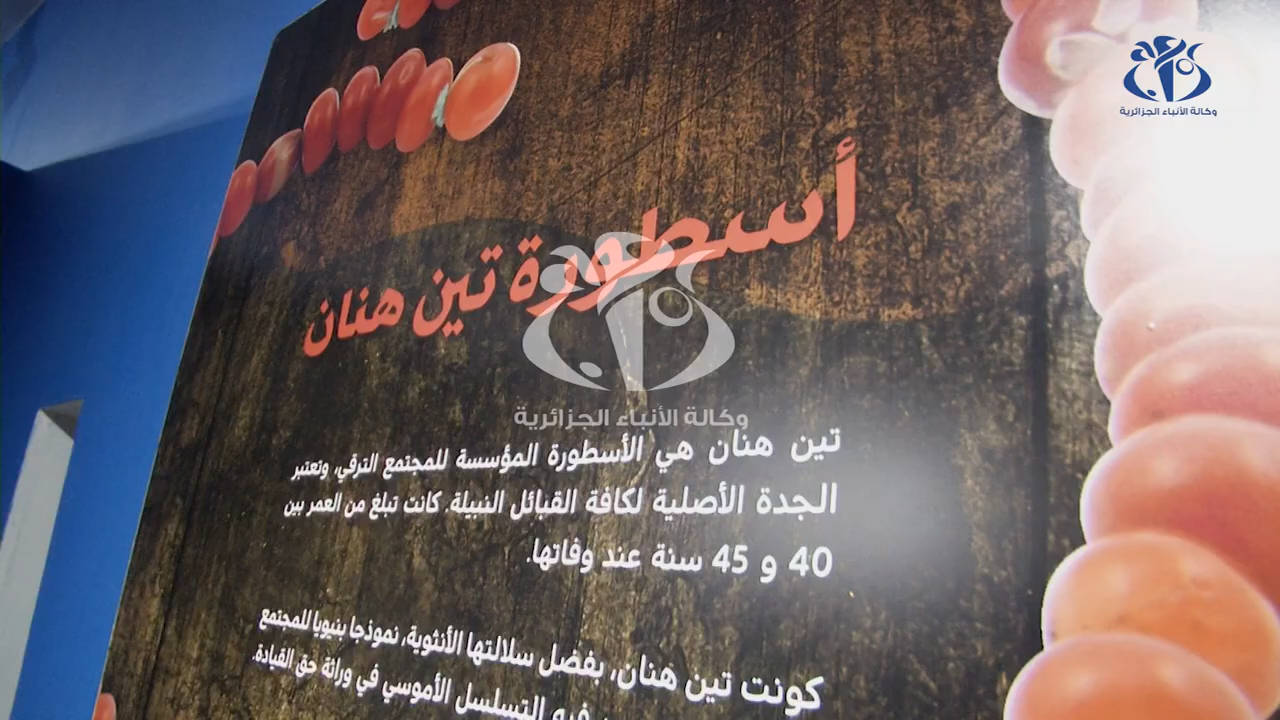 وكالة الأنباء الجزائرية
أسطورة تين هنان
وكالة الأنباء الجزائرية
تين هنان هي الأسطورة المؤسسة للمجتمع الترقي، وتعتبر
الجدة الأصلية لكافة القبائل النبيلة. كانت تبلغ من العمر بين
40 و 45 سنة عند وفاتها.
كونت تين هنان، بفضل سلالتها الأنثوية، نموذجا بنيويا للمجتمع
فيه التسلسل الأموسي في وراثة حق القيادة.